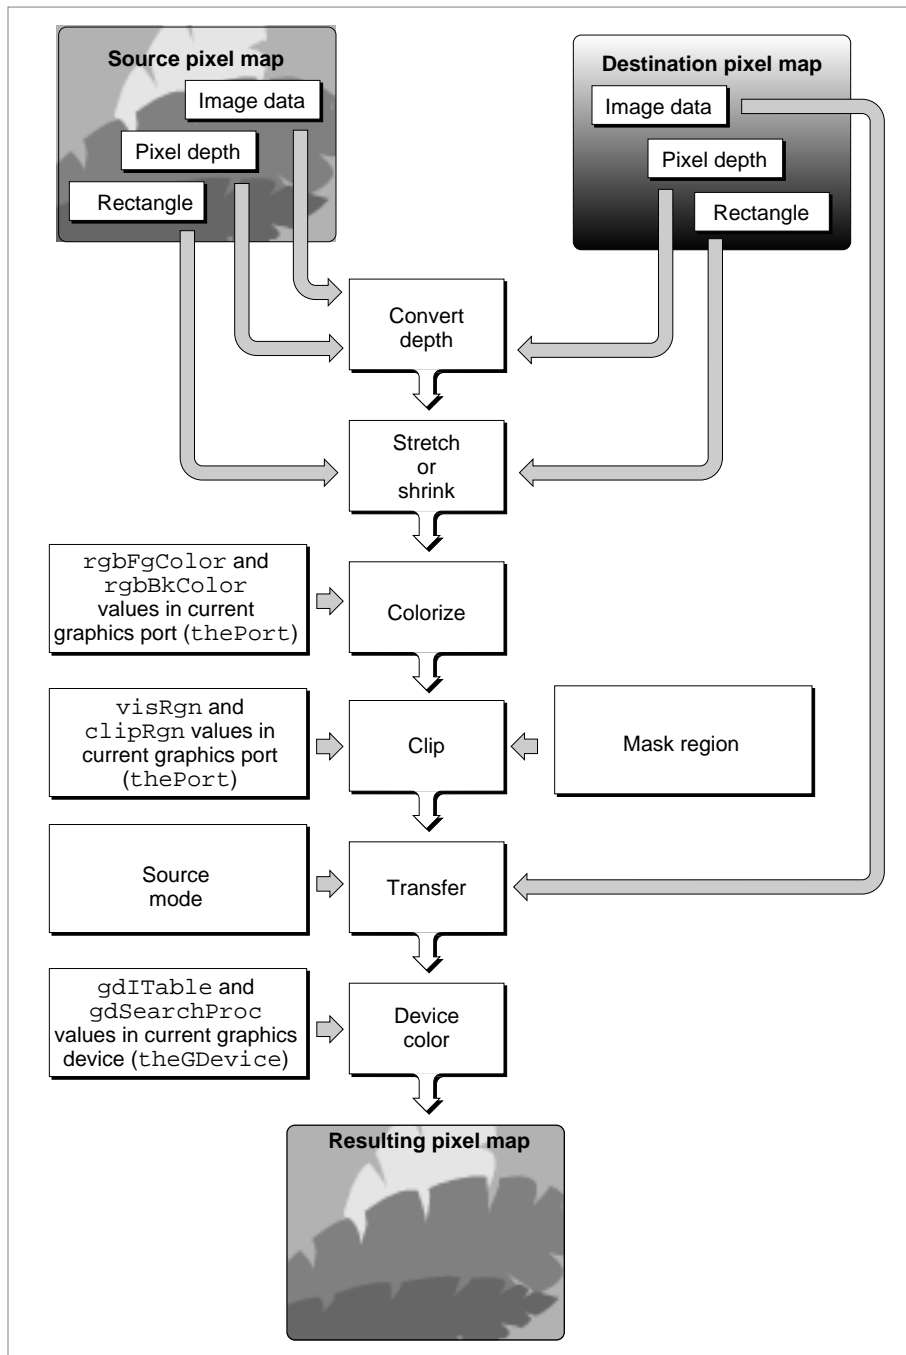 Source pixel map
Image data
Pixel depth
Rectangle
Destination pixel map
Image data
Pixel depth
Rectangle
Convert
depth
Stretch
or
shrink
rgbFgColor and
rgbBkColor
values in current
graphics port (thePort)
Colorize
visRgn and
clipRgn values in
current graphics port
(thePort)
Clip
Mask region
Source
mode
Transfer
gdITable and
gdSearchProc
values in current graphics
device (theGDevice)
Device
color
Resulting pixel map